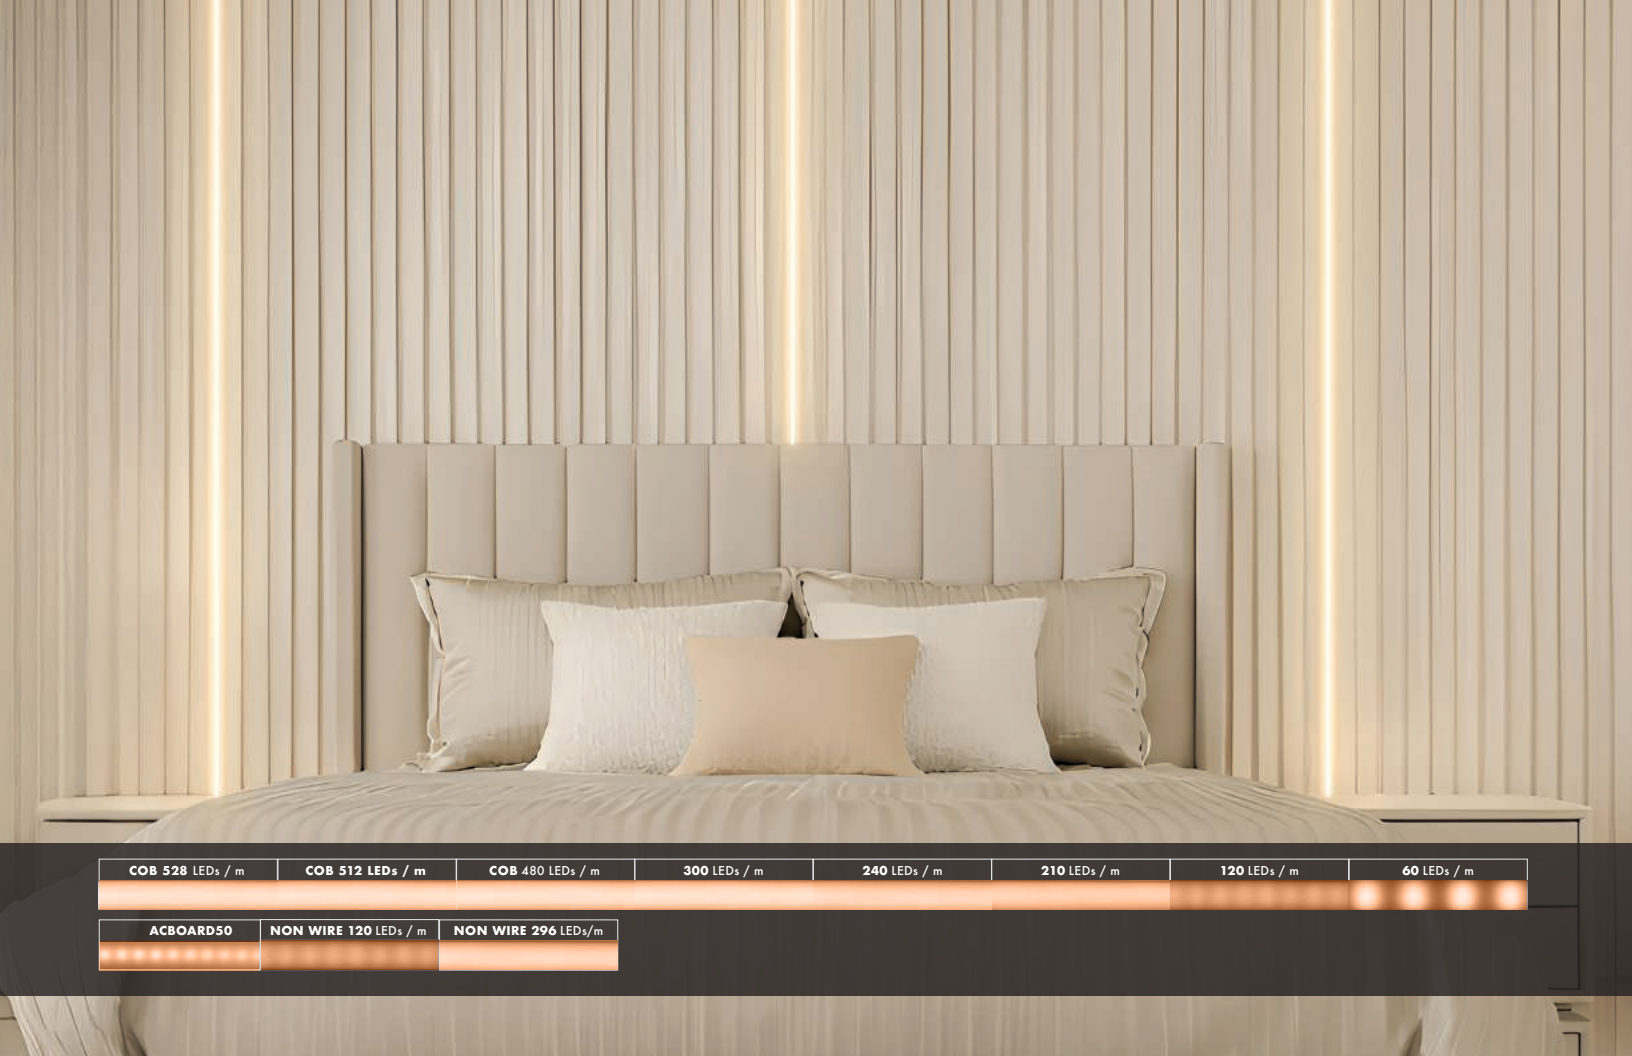 COB 528 LEDs / m
COB 512 LEDs / m
COB 480 LEDs / m
300 LEDs / m
240 LEDs / m
210 LEDs / m
120 LEDs / m
60 LEDs / m
ACBOARD50
NON WIRE 120 LEDs / m
NON WIRE 296 LEDs/m